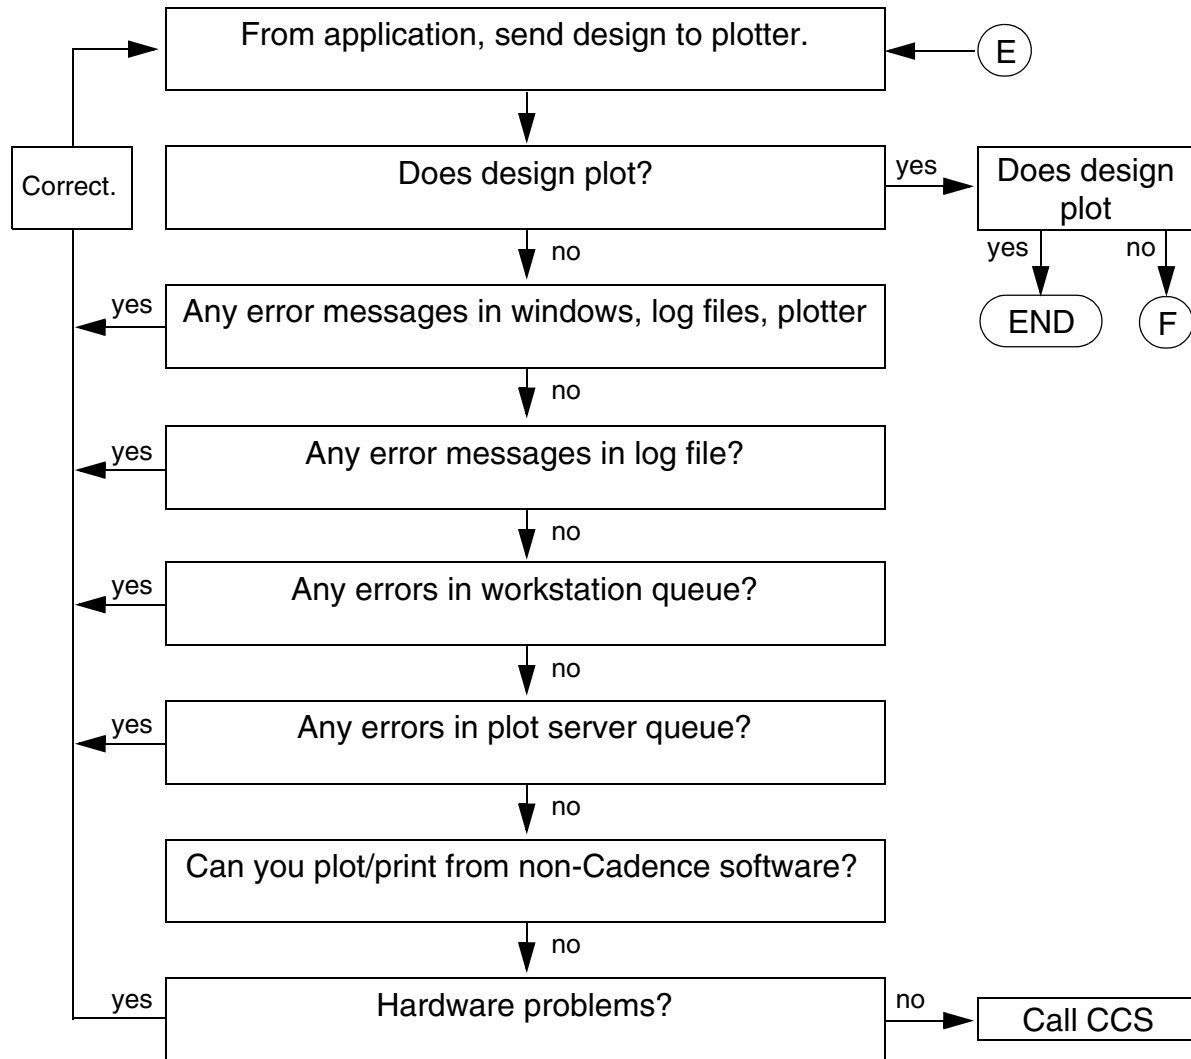 From application, send design to plotter.
E
Correct.
Does design plot?
yes
Does design
plot
no
yes
no
yes
Any error messages in windows, log files, plotter
END
F
no
yes
Any error messages in log file?
no
yes
Any errors in workstation queue?
no
yes
Any errors in plot server queue?
no
Can you plot/print from non-Cadence software?
no
yes
Hardware problems?
no
Call CCS